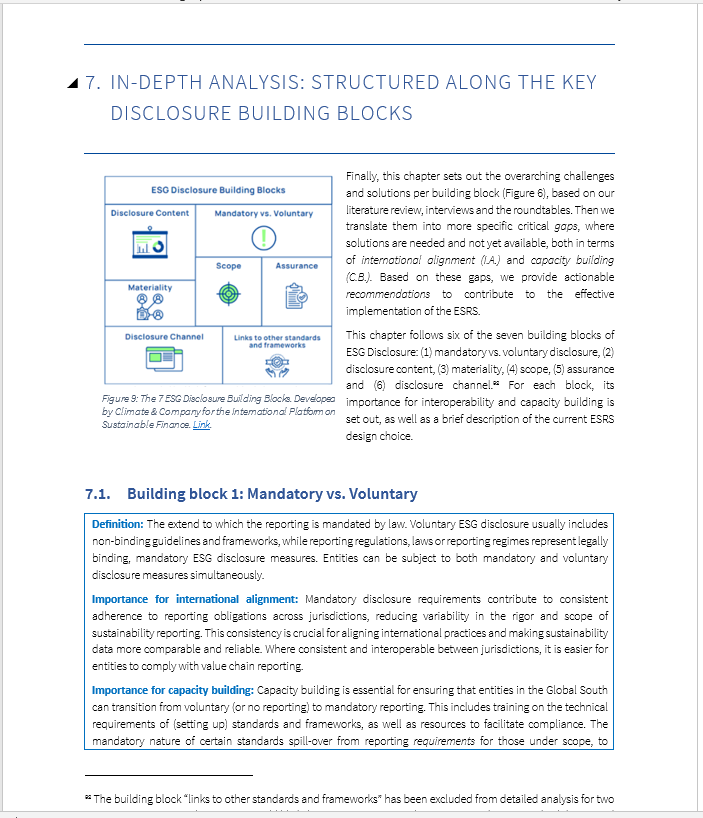 7. IN-DEPTH ANALYSIS: STRUCTURED ALONG THE KEY
DISCLOSURE BUILDING BLOCKS
ESG Disclosure Building Blocks
Disclosure Content
Mandatory vs. Voluntary
Scope
Assurance
Materiality
Disclosure Channel
Links to other standards
and frameworks
Figure 9: The 7 ESG Disclosure Building Blocks. Developed
by Climate & Company for the International Platform on
Sustainable Finance. Link.
Finally, this chapter sets out the overarching challenges
and solutions per building block (Figure 6), based on our
literature review, interviews and the roundtables. Then we
translate them into more specific critical gaps, where
solutions are needed and not yet available, both in terms
of international alignment (I.A.) and capacity building
(C.B.). Based on these gaps, we provide actionable
recommendations to contribute to the effective
implementation of the ESRS.
This chapter follows six of the seven building blocks of
ESG Disclosure: (1) mandatory vs. voluntary disclosure, (2)
disclosure content, (3) materiality, (4) scope, (5) assurance
and (6) disclosure channel.⁹² For each block, its
importance for interoperability and capacity building is
set out, as well as a brief description of the current ESRS
design choice.
7.1. Building block 1: Mandatory vs. Voluntary
Definition: The extend to which the reporting is mandated by law. Voluntary ESG disclosure usually includes
non-binding guidelines and frameworks, while reporting regulations, laws or reporting regimes represent legally
binding, mandatory ESG disclosure measures. Entities can be subject to both mandatory and voluntary
disclosure measures simultaneously.
Importance for international alignment: Mandatory disclosure requirements contribute to consistent
adherence to reporting obligations across jurisdictions, reducing variability in the rigor and scope of
sustainability reporting. This consistency is crucial for aligning international practices and making sustainability
data more comparable and reliable. Where consistent and interoperable between jurisdictions, it is easier for
entities to comply with value chain reporting.
Importance for capacity building: Capacity building is essential for ensuring that entities in the Global South
can transition from voluntary (or no reporting) to mandatory reporting. This includes training on the technical
requirements of (setting up) standards and frameworks, as well as resources to facilitate compliance. The
mandatory nature of certain standards spill-over from reporting requirements for those under scope, to
⁹² The building block "links to other standards and frameworks" has been excluded from detailed analysis for two